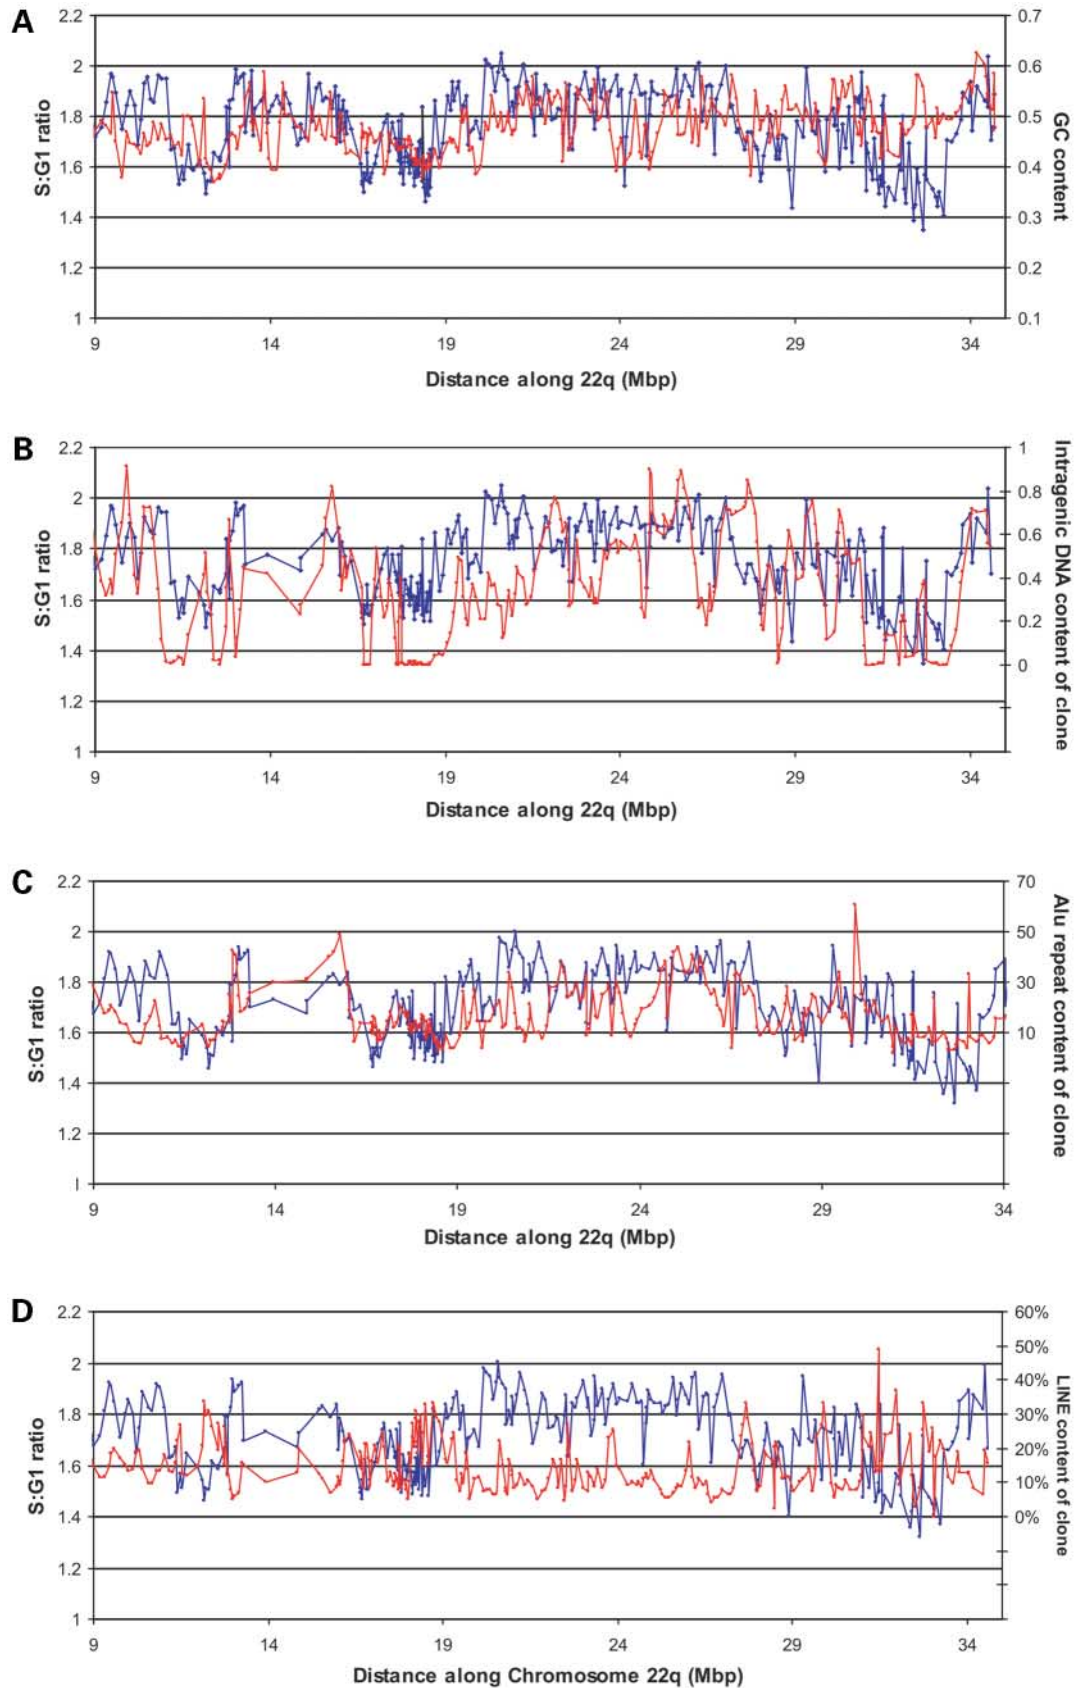 A
2.2
2
1.8
1.6
1.4
1.2
1
S:G1 ratio
0.7
0.6
0.5
0.4
0.3
0.2
0.1
GC content
9 14 19 24 29 34
Distance along 22q (Mbp)
B
2.2
2
1.8
1.6
1.4
1.2
1
S:G1 ratio
1
0.8
0.6
0.4
0.2
0
Intragenic DNA content of clone
9 14 19 24 29 34
Distance along 22q (Mbp)
C
2.2
2
1.8
1.6
1.4
1.2
1
S:G1 ratio
70
50
30
10
Alu repeat content of clone
9 14 19 24 29 34
Distance along 22q (Mbp)
D
2.2
2
1.8
1.6
1.4
1.2
1
S:G1 ratio
60%
50%
40%
30%
20%
10%
0%
LINE content of clone
9 14 19 24 29 34
Distance along Chromosome 22q (Mbp)